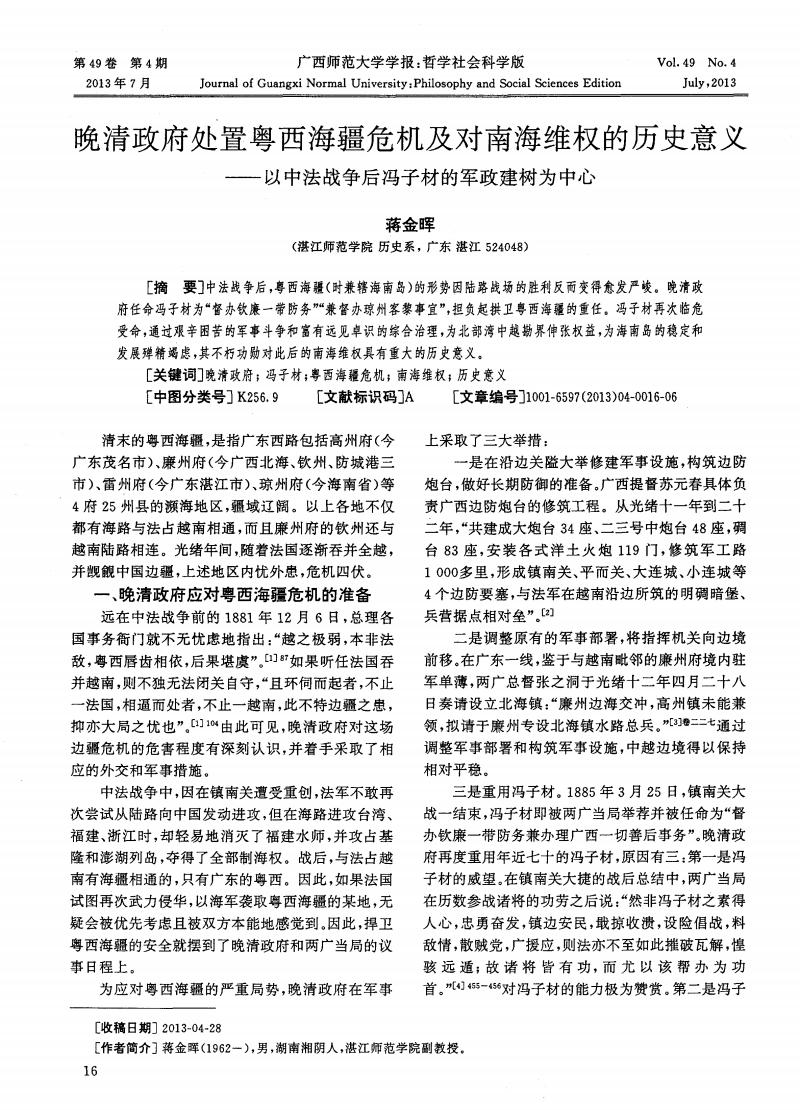 第49卷 第4期
广西师范大学学报:哲学社会科学版
Vol.49 No.4
2013年7月
Journal of Guangxi Normal University:Philosophy and Social Sciences Edition
July,2013
晚清政府处置粤西海疆危机及对南海维权的历史意义
——以中法战争后冯子材的军政建树为中心
蒋金晖
(湛江师范学院 历史系,广东 湛江 524048)
[摘 要]中法战争后,粤西海疆(时兼辖海南岛)的形势因陆路战场的胜利反而变得愈发严峻。晚清政
府任命冯子材为“督办钦廉一带防务”“兼督办琼州客黎事宜”,担负起拱卫粤西海疆的重任。冯子材再次临危
受命,通过艰辛困苦的军事斗争和富有远见卓识的综合治理,为北部湾中越勘界伸张权益,为海南岛的稳定和
发展殚精竭虑,其不朽功勋对此后的南海维权具有重大的历史意义。
[关键词]晚清政府;冯子材;粤西海疆危机;南海维权;历史意义
[中图分类号]K256.9 [文献标识码]A [文章编号]1001-6597(2013)04-0016-06
清末的粤西海疆,是指广东西路包括高州府(今
广东茂名市)、廉州府(今广西北海、钦州、防城港三
市)、雷州府(今广东湛江市)、琼州府(今海南省)等
4府25州县的濒海地区,疆域辽阔。以上各地不仅
都有海路与法占越南相通,而且廉州府的钦州还与
越南陆路相连。光绪年间,随着法国逐渐吞并全越,
并觊觎中国边疆,上述地区内忧外患,危机四伏。
一、晚清政府应对粤西海疆危机的准备
远在中法战争前的1881年12月6日,总理各
国事务衙门就不无忧虑地指出:“越之极弱,本非法
敌,粤西唇齿相依,后果堪虞”。[1]87如果听任法国吞
并越南,则不独无法闭关自守,“且环伺而起者,不止
一法国,相逼而处者,不止一越南,此不特边疆之患,
抑亦大局之忧也”。[1]104由此可见,晚清政府对这场
边疆危机的危害程度有深刻认识,并着手采取了相
应的外交和军事措施。
中法战争中,因在镇南关遭受重创,法军不敢再
次尝试从陆路向中国发动进攻,但在海路进攻台湾、
福建、浙江时,却轻易地消灭了福建水师,并攻占基
隆和澎湖列岛,夺得了全部制海权。战后,与法占越
南有海疆相通的,只有广东的粤西。因此,如果法国
试图再次武力侵华,以海军袭取粤西海疆的某地,无
疑会被优先考虑且被双方本能地感觉到。因此,捍卫
粤西海疆的安全就摆到了晚清政府和两广当局的议
事日程上。
为应对粤西海疆的严重局势,晚清政府在军事
上采取了三大举措:
一是在沿边关隘大举修建军事设施,构筑边防
炮台,做好长期防御的准备。广西提督苏元春具体负
责广西边防炮台的修筑工程。从光绪十一年到二十
二年,“共建成大炮台34座、二三号中炮台48座,碉
台83座,安装各式洋土火炮119门,修筑军工路
1 000多里,形成镇南关、平而关、大连城、小连城等
4个边防要塞,与法军在越南沿边所筑的明碉暗堡、
兵营据点相对垒”。[2]
二是调整原有的军事部署,将指挥机关向边境
前移。在广东一线,鉴于与越南毗邻的廉州府境内驻
军单薄,两广总督张之洞于光绪十二年四月二十八
日奏请设立北海镇:“廉州边海交冲,高州镇未能兼
领,拟请于廉州专设北海镇水路总兵。”[3]卷二二七通过
调整军事部署和构筑军事设施,中越边境得以保持
相对平稳。
三是重用冯子材。1885年3月25日,镇南关大
战一结束,冯子材即被两广当局举荐并被任命为“督
办钦廉一带防务兼办理广西一切善后事务”。晚清政
府再度重用年近七十的冯子材,原因有三:第一是冯
子材的威望。在镇南关大捷的战后总结中,两广当局
在历数参战诸将的功劳之后说:“然非冯子材之素得
人心,忠勇奋发,镇边安民,戢掠收溃,设险倡战,料
敌情,散贼党,广援应,则法亦不至如此摧破瓦解,惶
骇远遁;故诸将皆有功,而尤以该帮办为功
首。”[4]455-456对冯子材的能力极为赞赏。第二是冯子
[收稿日期]2013-04-28
[作者简介]蒋金晖(1962-),男,湖南湘阴人,湛江师范学院副教授。
16